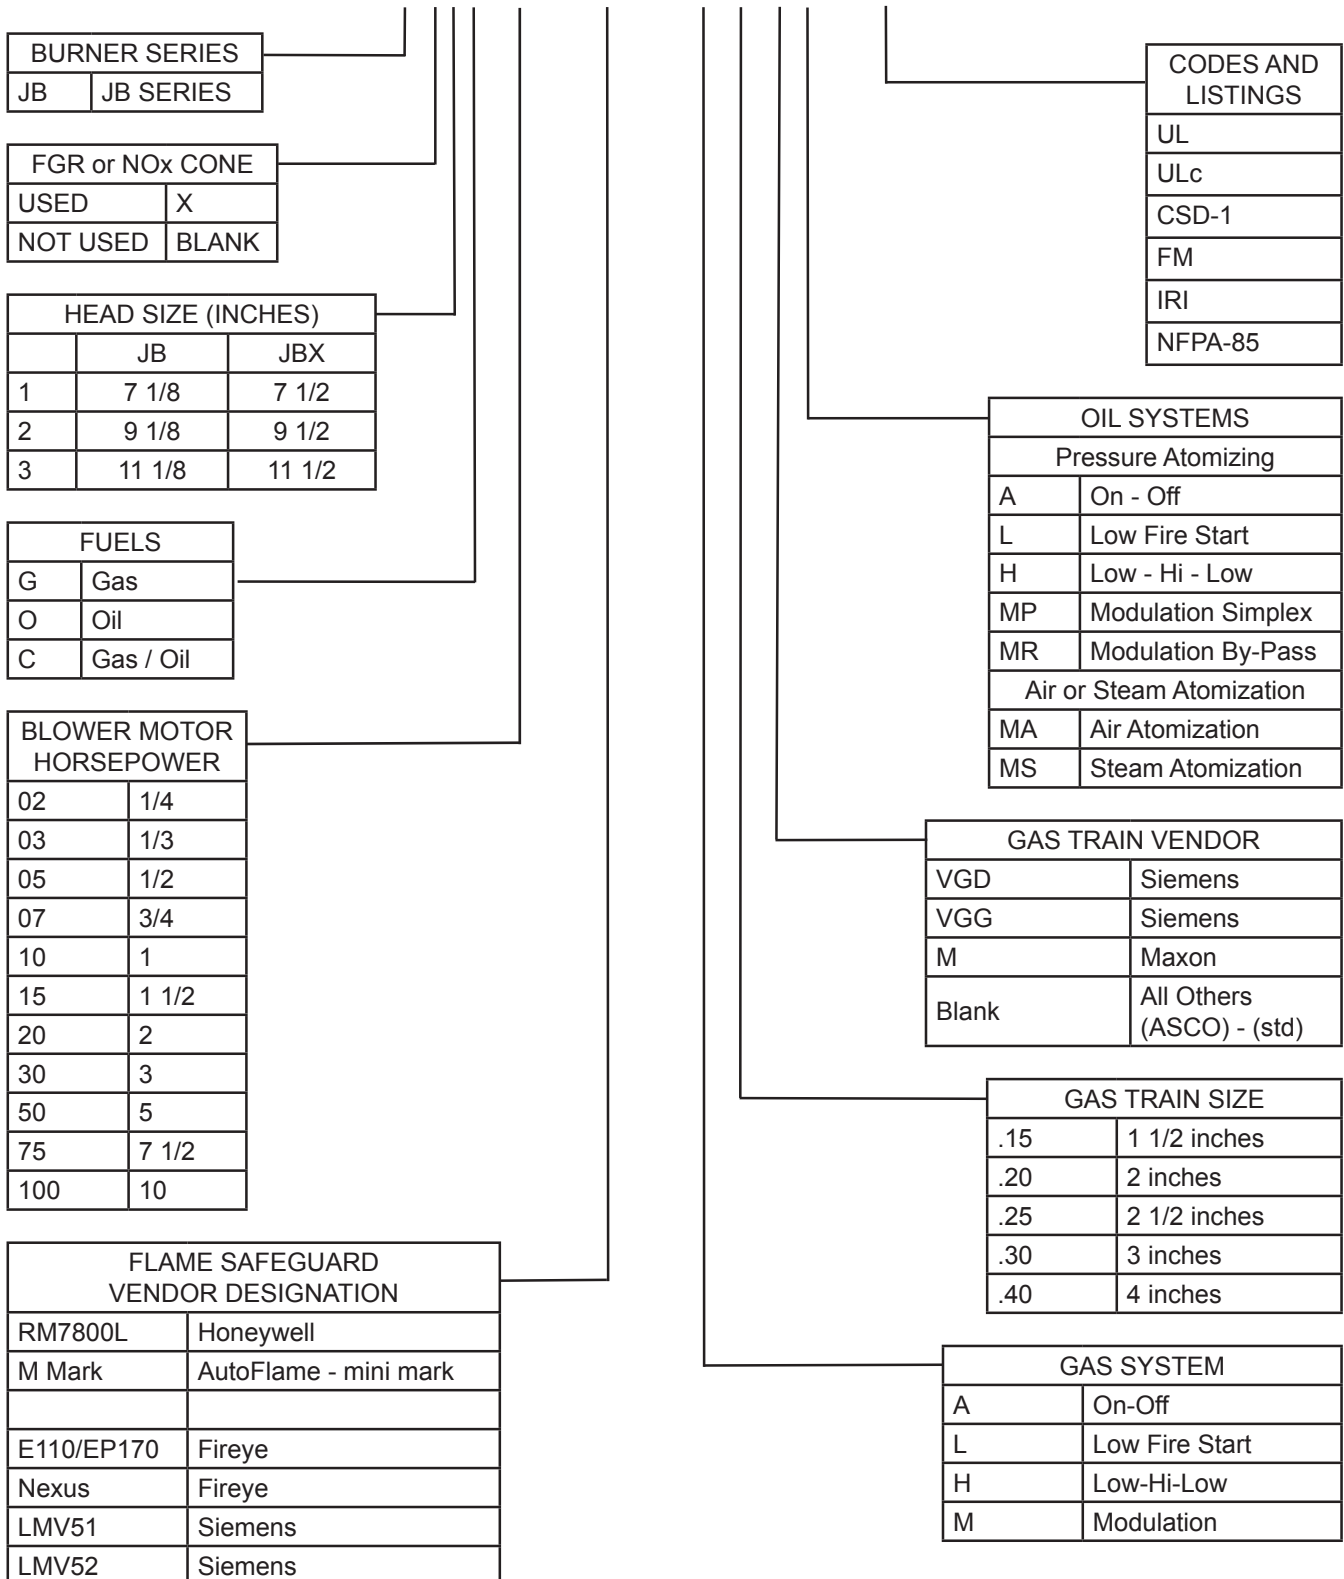 BURNER SERIES
JB JB SERIES
FGR or NOx CONE
USED X
NOT USED BLANK
HEAD SIZE (INCHES)
JB JBX
1 7 1/8 7 1/2
2 9 1/8 9 1/2
3 11 1/8 11 1/2
FUELS
G Gas
O Oil
C Gas / Oil
BLOWER MOTOR
HORSEPOWER
02 1/4
03 1/3
05 1/2
07 3/4
10 1
15 1 1/2
20 2
30 3
50 5
75 7 1/2
100 10
FLAME SAFEGUARD
VENDOR DESIGNATION
RM7800L Honeywell
M Mark AutoFlame - mini mark
E110/EP170 Fireye
Nexus Fireye
LMV51 Siemens
LMV52 Siemens
CODES AND
LISTINGS
UL
ULc
CSD-1
FM
IRI
NFPA-85
OIL SYSTEMS
Pressure Atomizing
A On - Off
L Low Fire Start
H Low - Hi - Low
MP Modulation Simplex
MR Modulation By-Pass
Air or Steam Atomization
MA Air Atomization
MS Steam Atomization
GAS TRAIN VENDOR
VGD Siemens
VGG Siemens
M Maxon
Blank All Others
(ASCO) - (std)
GAS TRAIN SIZE
.15 1 1/2 inches
.20 2 inches
.25 2 1/2 inches
.30 3 inches
.40 4 inches
GAS SYSTEM
A On-Off
L Low Fire Start
H Low-Hi-Low
M Modulation